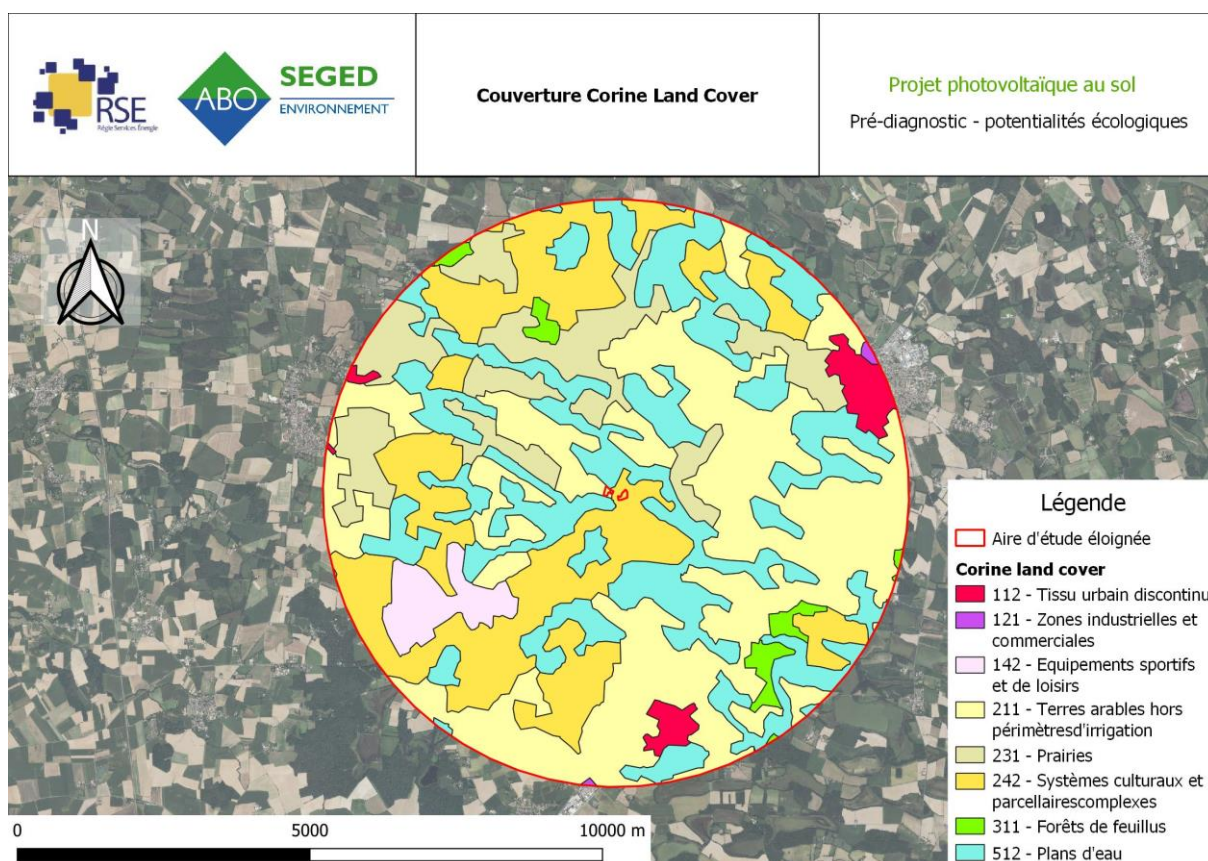 RSE
Régie Services Énergie
ABO
SEGED
ENVIRONNEMENT
Couverture Corine Land Cover
Projet photovoltaïque au sol
Pré-diagnostic - potentialités écologiques
N
Légende
Aire d'étude éloignée
Corine land cover
112 - Tissu urbain discontinu
121 - Zones industrielles et
commerciales
142 - Equipements sportifs
et de loisirs
211 - Terres arables hors
périmètresd'irrigation
231 - Prairies
242 - Systèmes culturaux et
parcellairescomplexes
311 - Forêts de feuillus
512 - Plans d'eau
0
5000
10000 m